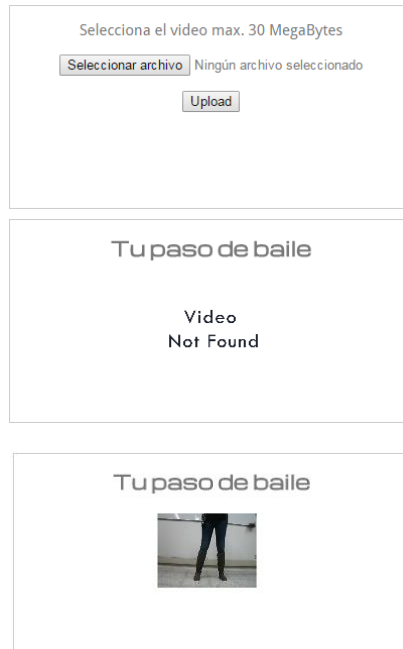 Selecciona el video max. 30 MegaBytes
Seleccionar archivo Ningún archivo seleccionado
Upload
Tu paso de baile
Video
Not Found
Tu paso de baile